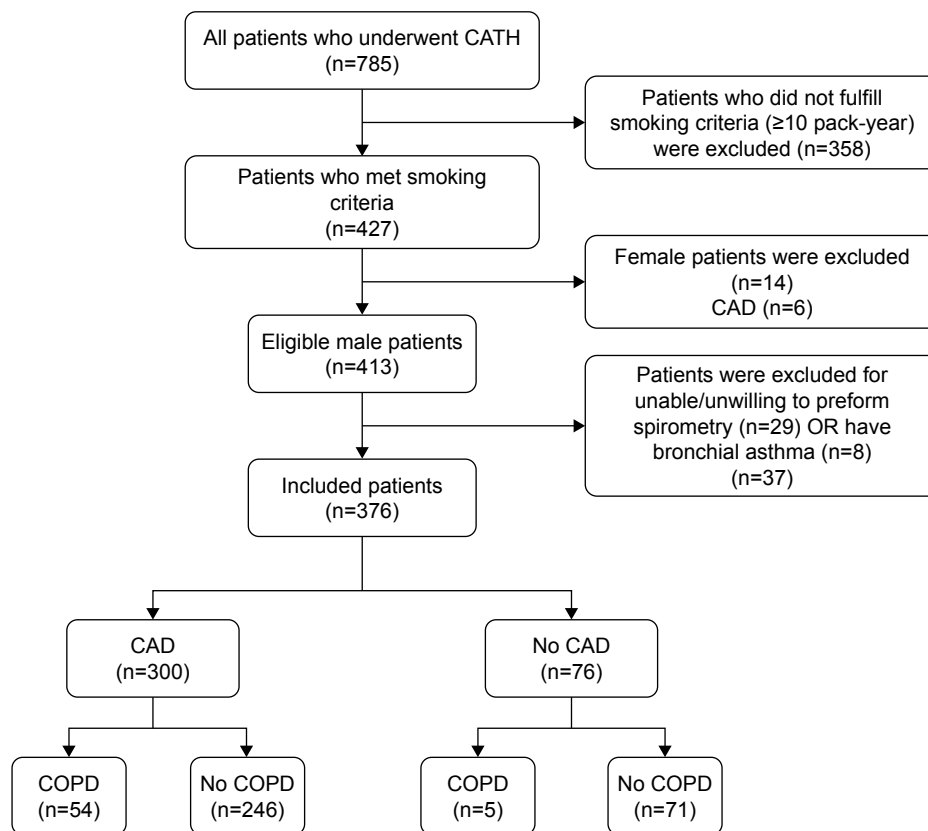 All patients who underwent CATH
(n=785)
Patients who did not fulfill
smoking criteria (≥10 pack-year)
were excluded (n=358)
Patients who met smoking
criteria
(n=427)
Female patients were excluded
(n=14)
CAD (n=6)
Eligible male patients
(n=413)
Patients were excluded for
unable/unwilling to preform
spirometry (n=29) OR have
bronchial asthma (n=8)
(n=37)
Included patients
(n=376)
CAD
(n=300)
No CAD
(n=76)
COPD
(n=54)
No COPD
(n=246)
COPD
(n=5)
No COPD
(n=71)